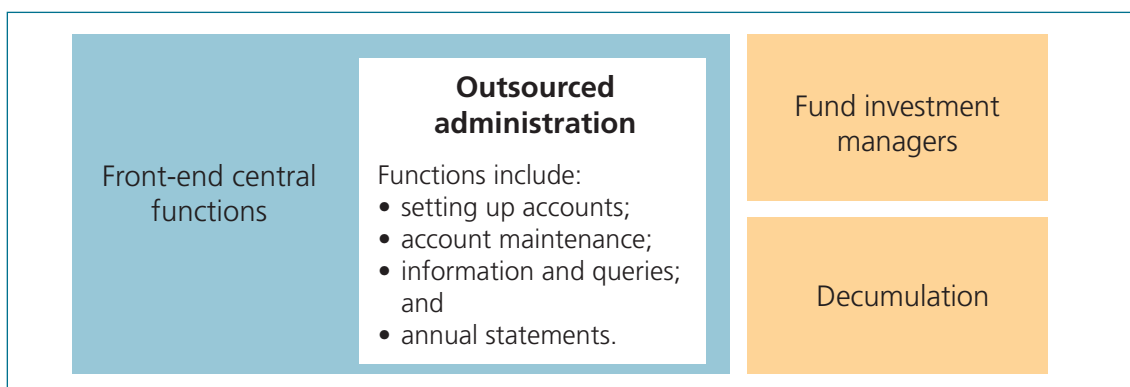 Front-end central
functions
Outsourced
administration
Functions include:
• setting up accounts;
• account maintenance;
• information and queries;
and
• annual statements.
Fund investment
managers
Decumulation